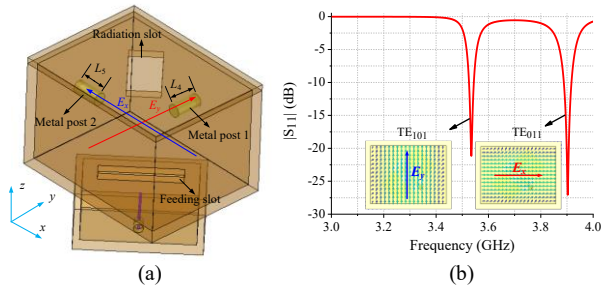 Radiation slot
L5
L4
Ex
Ey
Metal post 2
Metal post 1
Feeding slot
z
y
x
(a)
|S11| (dB)
0
-5
-10
-15
-20
-25
-30
TE101
TE011
Ey
Ex
3.0 3.2 3.4 3.6 3.8 4.0
Frequency (GHz)
(b)